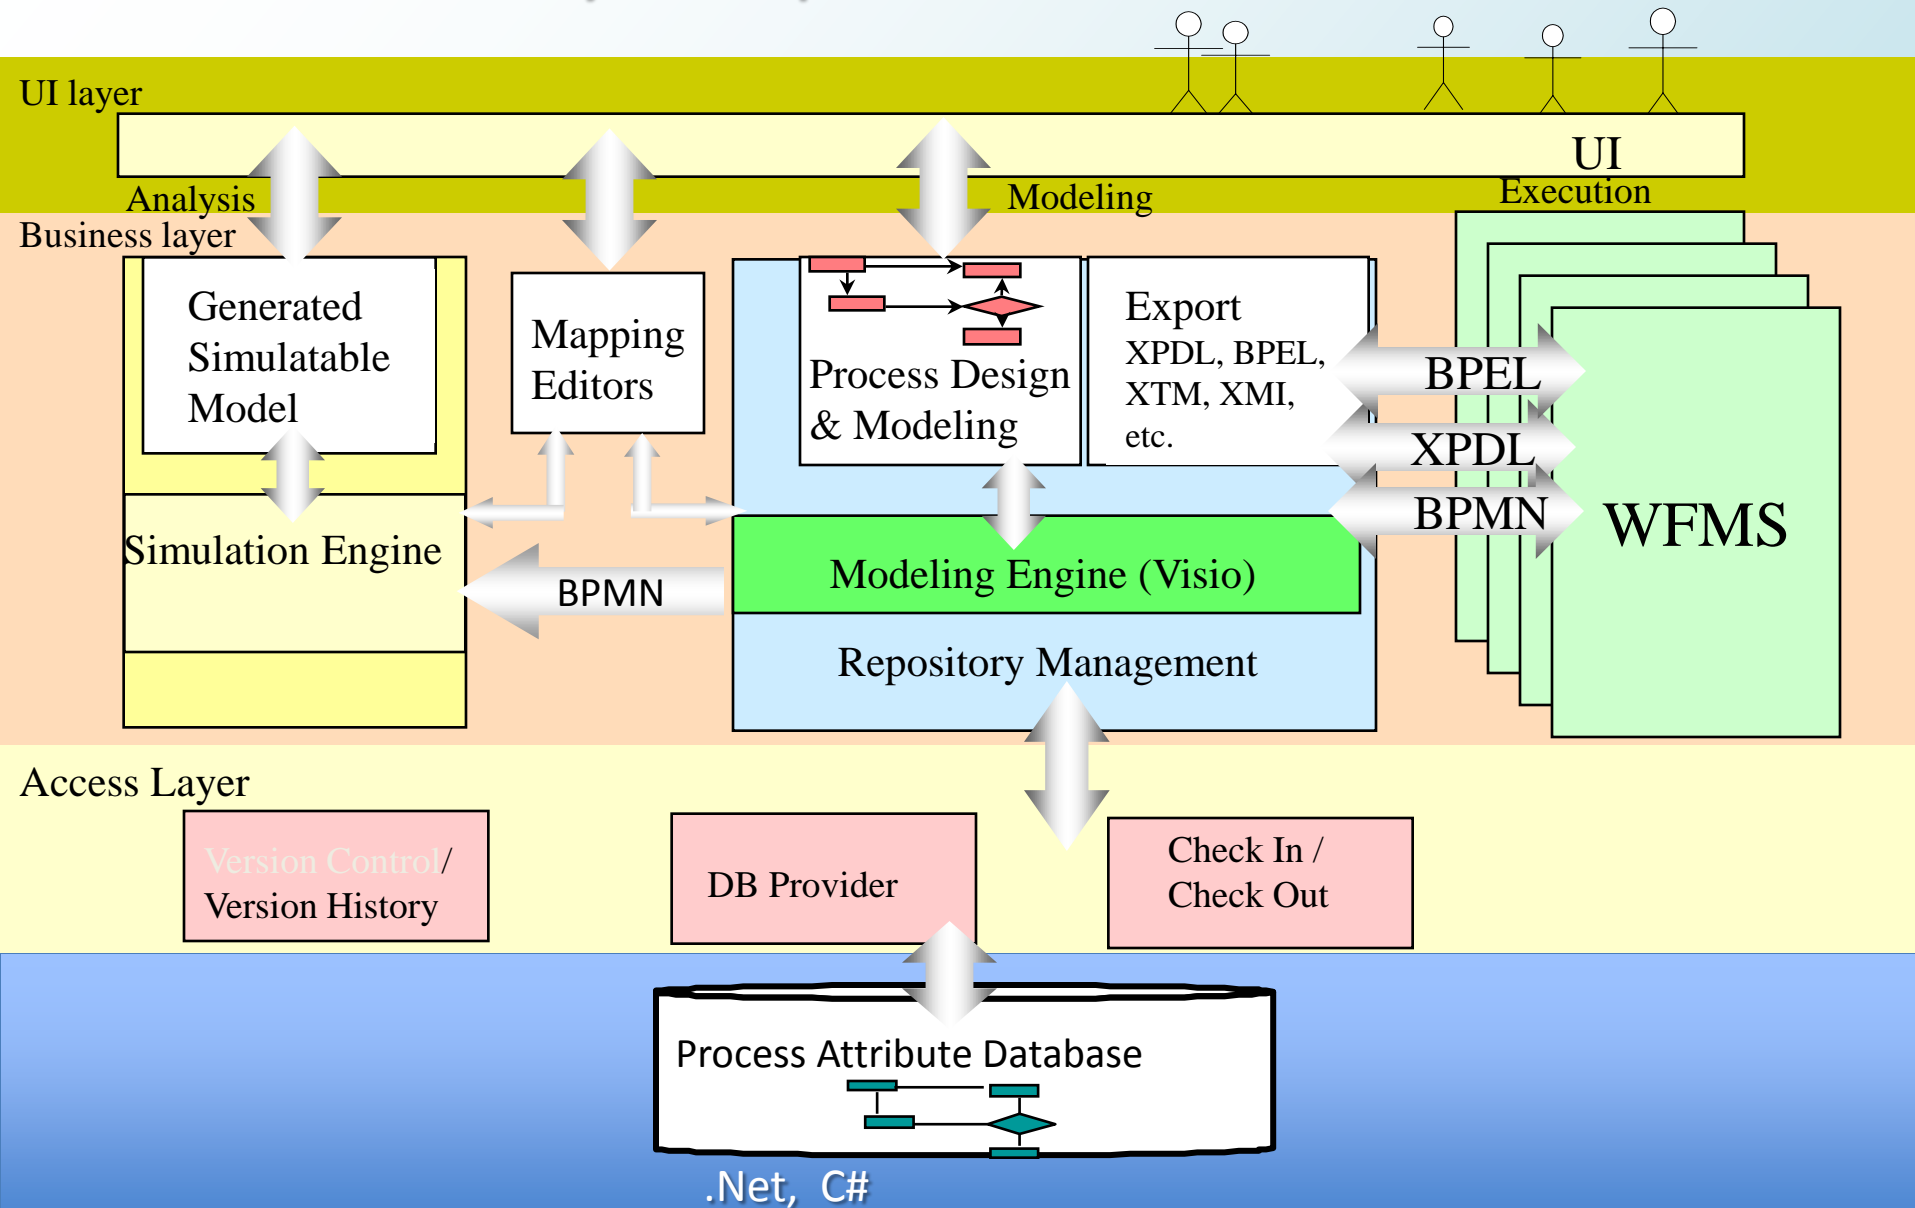 UI layer
UI
Analysis
Modeling
Execution
Business layer
Generated
Simulatable
Model
Mapping
Editors
Process Design
& Modeling
Export
XPDL, BPEL,
XTM, XMI,
etc.
BPEL
XPDL
BPMN
WFMS
Simulation Engine
BPMN
Modeling Engine (Visio)
Repository Management
Access Layer
Version Control/
Version History
DB Provider
Check In /
Check Out
Process Attribute Database
.Net, C#